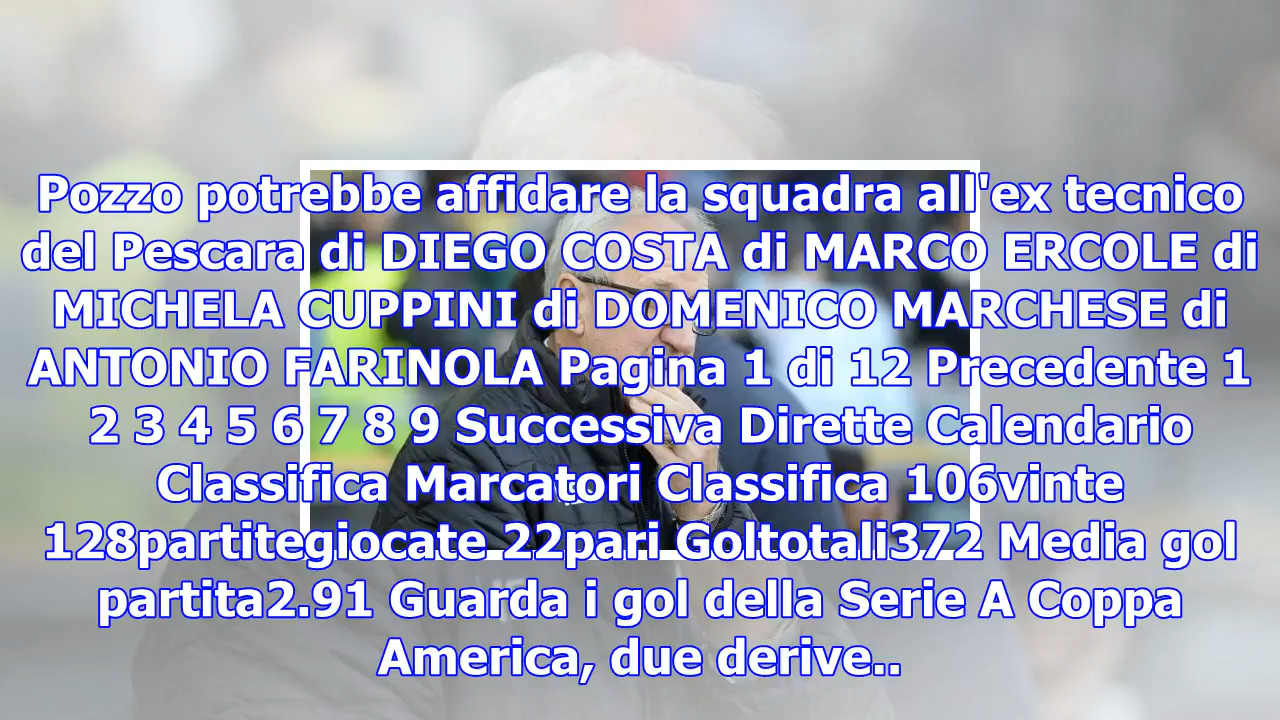 Pozzo potrebbe affidare la squadra all'ex tecnico
del Pescara di DIEGO COSTA di MARCO ERCOLE di
MICHELA CUPPINI di DOMENICO MARCHESE di
ANTONIO FARINOLA Pagina 1 di 12 Precedente 1
2 3 4 5 6 7 8 9 Successiva Dirette Calendario
Classifica Marcatori Classifica 106vinte
128partitegiocate 22pari Goltotali372 Media gol
partita2.91 Guarda i gol della Serie A Coppa
America, due derive..